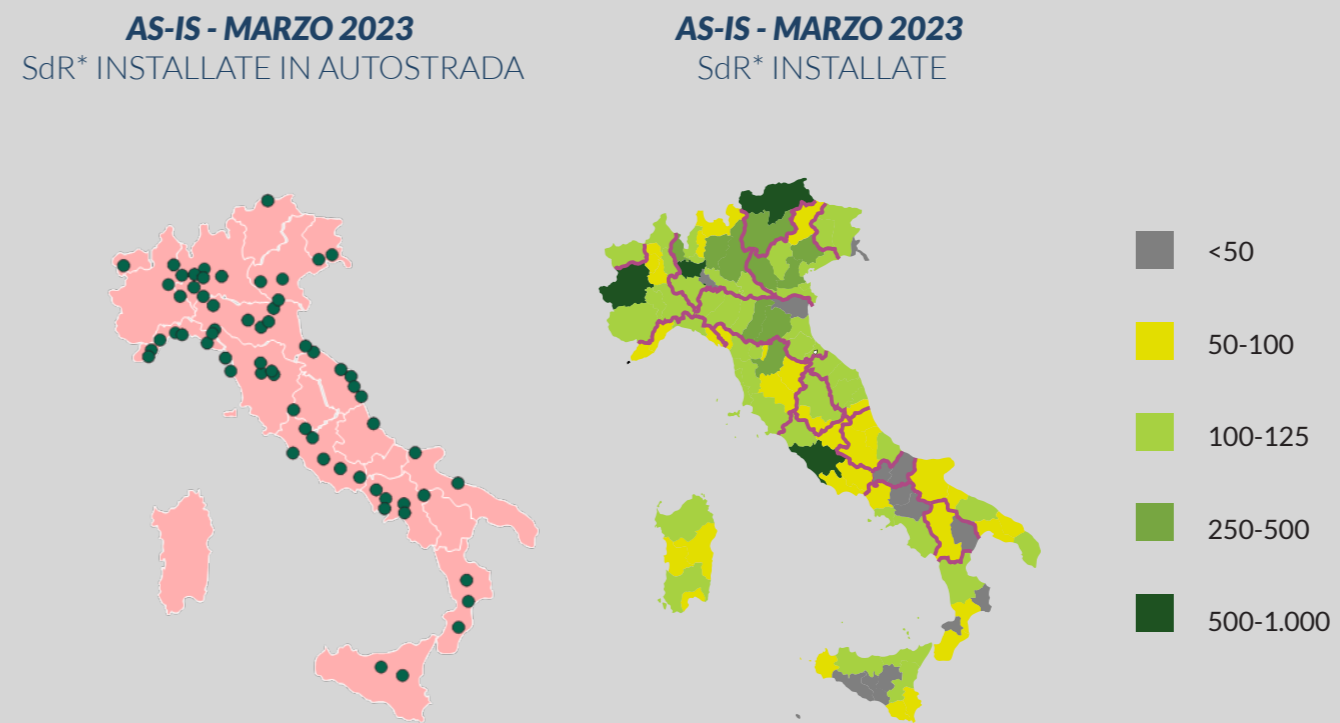 AS-IS - MARZO 2023
SdR* INSTALLATE IN AUTOSTRADA
AS-IS - MARZO 2023
SdR* INSTALLATE
<50
50-100
100-125
250-500
500-1.000